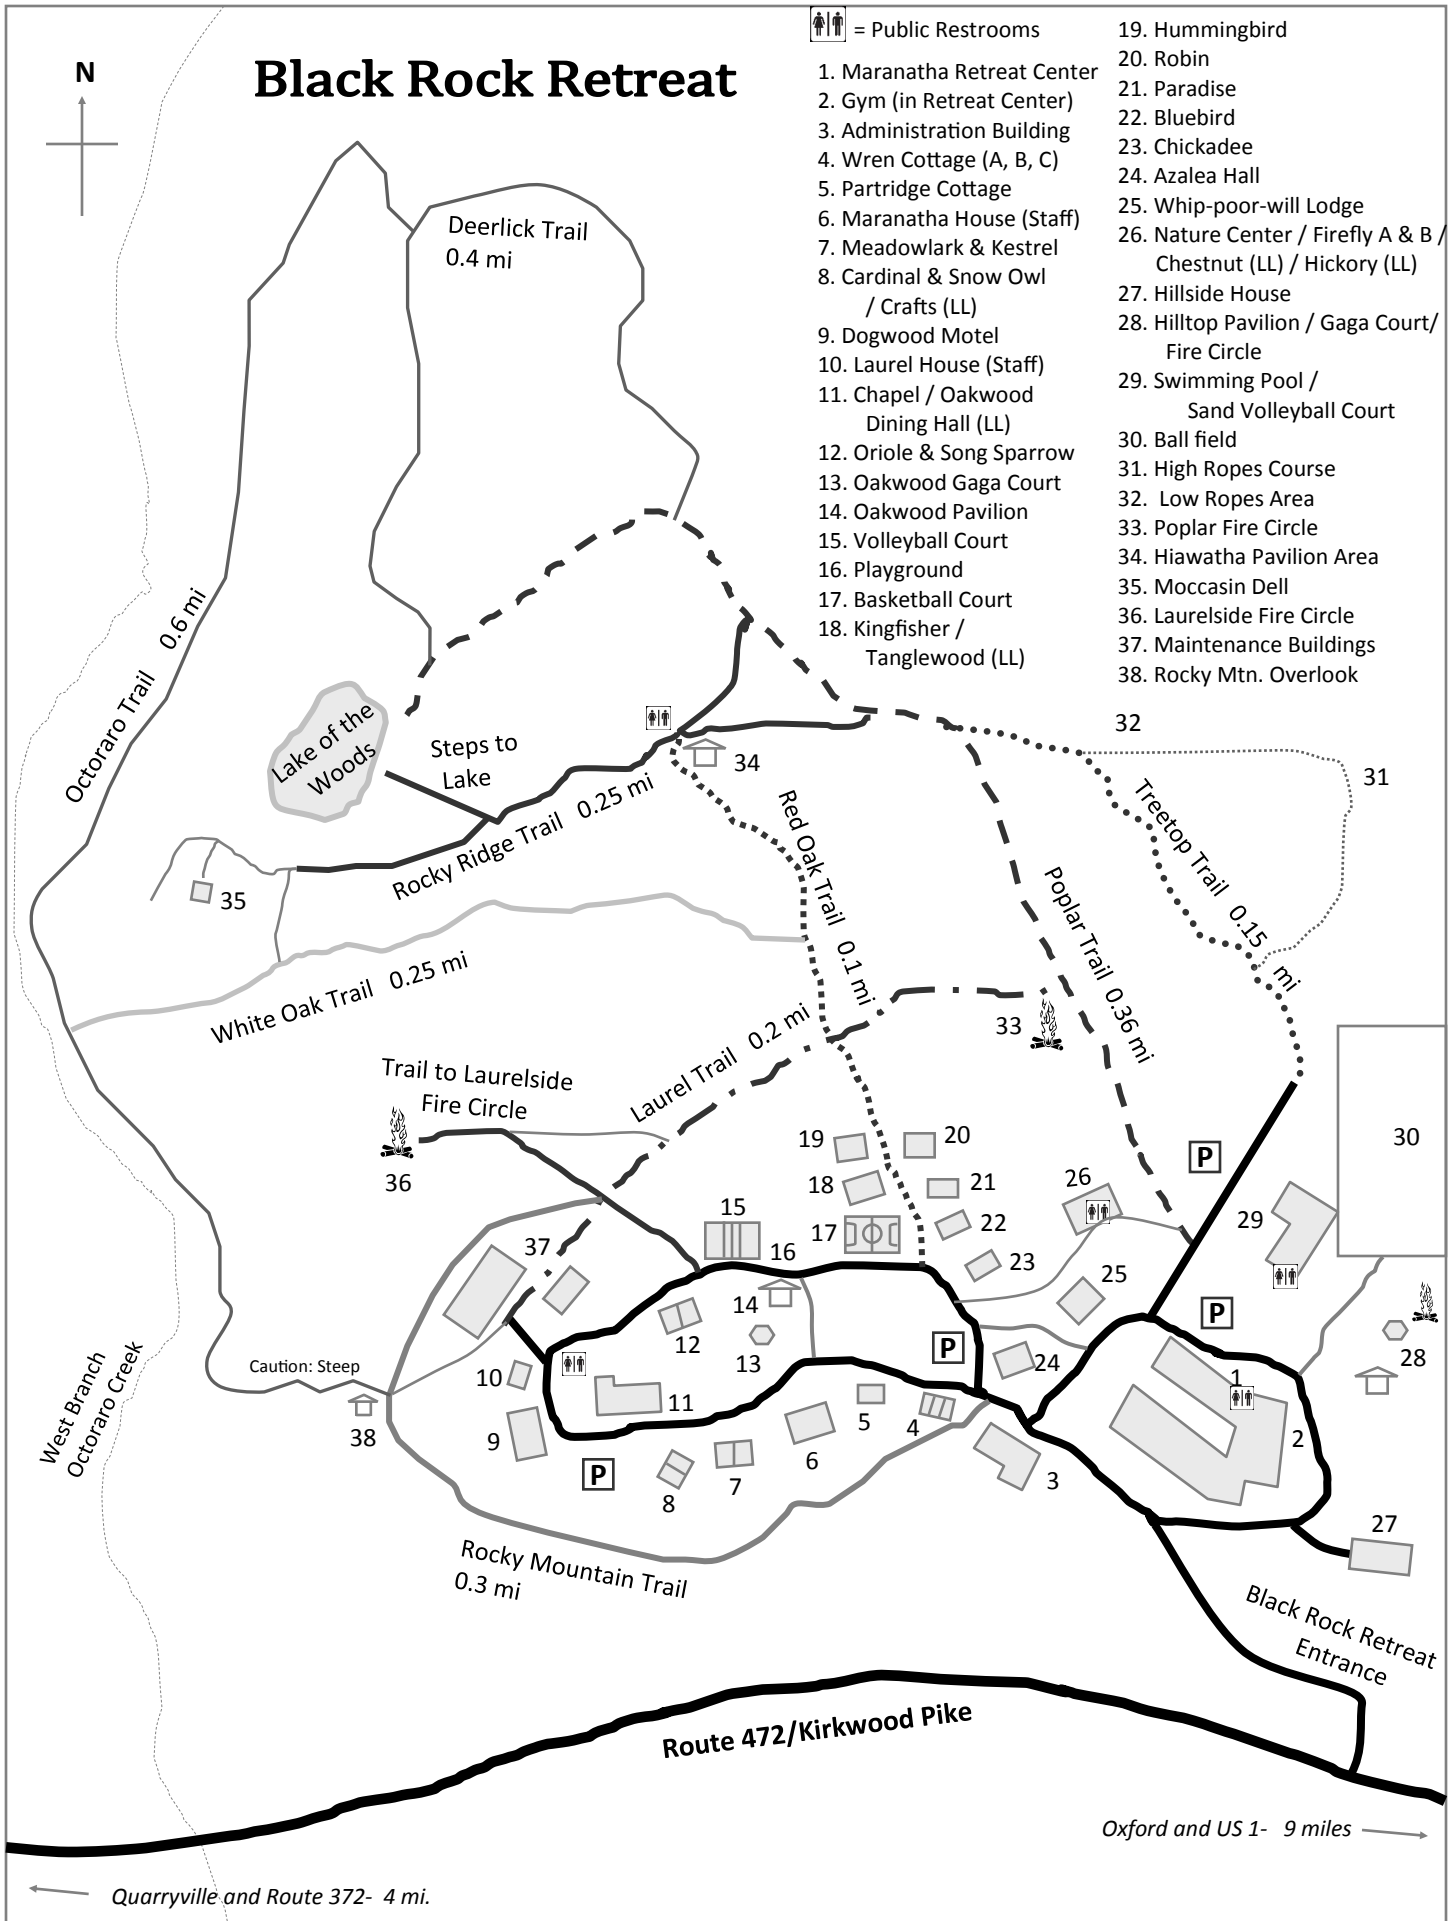 = Public Restrooms
1. Maranatha Retreat Center
2. Gym (in Retreat Center)
3. Administration Building
4. Wren Cottage (A, B, C)
5. Partridge Cottage
6. Maranatha House (Staff)
7. Meadowlark & Kestrel
8. Cardinal & Snow Owl
/ Crafts (LL)
9. Dogwood Motel
10. Laurel House (Staff)
11. Chapel / Oakwood
Dining Hall (LL)
12. Oriole & Song Sparrow
13. Oakwood Gaga Court
14. Oakwood Pavilion
15. Volleyball Court
16. Playground
17. Basketball Court
18. Kingfisher /
Tanglewood (LL)
19. Hummingbird
20. Robin
21. Paradise
22. Bluebird
23. Chickadee
24. Azalea Hall
25. Whip-poor-will Lodge
26. Nature Center / Firefly A & B /
Chestnut (LL) / Hickory (LL)
27. Hillside House
28. Hilltop Pavilion / Gaga Court/
Fire Circle
29. Swimming Pool /
Sand Volleyball Court
30. Ball field
31. High Ropes Course
32. Low Ropes Area
33. Poplar Fire Circle
34. Hiawatha Pavilion Area
35. Moccasin Dell
36. Laurelside Fire Circle
37. Maintenance Buildings
38. Rocky Mtn. Overlook
N
Black Rock Retreat
Deerlick Trail
0.4 mi
Octoraro Trail 0.6 mi
Lake of the
Woods
Steps to
Lake
34
32
31
Rocky Ridge Trail 0.25 mi
Red Oak Trail 0.1 mi
Treetop Trail 0.15 mi
Poplar Trail 0.36 mi
35
White Oak Trail 0.25 mi
33
Laurel Trail 0.2 mi
Trail to Laurelside
Fire Circle
36
19
20
18
21
26
P
30
15
17
22
29
37
16
23
25
14
P
12
13
P
24
28
1
10
11
5
4
Caution: Steep
38
9
6
2
P
8
7
3
27
West Branch
Octoraro Creek
Rocky Mountain Trail
0.3 mi
Black Rock Retreat
Entrance
Route 472/Kirkwood Pike
Oxford and US 1- 9 miles
Quarryville and Route 372- 4 mi.